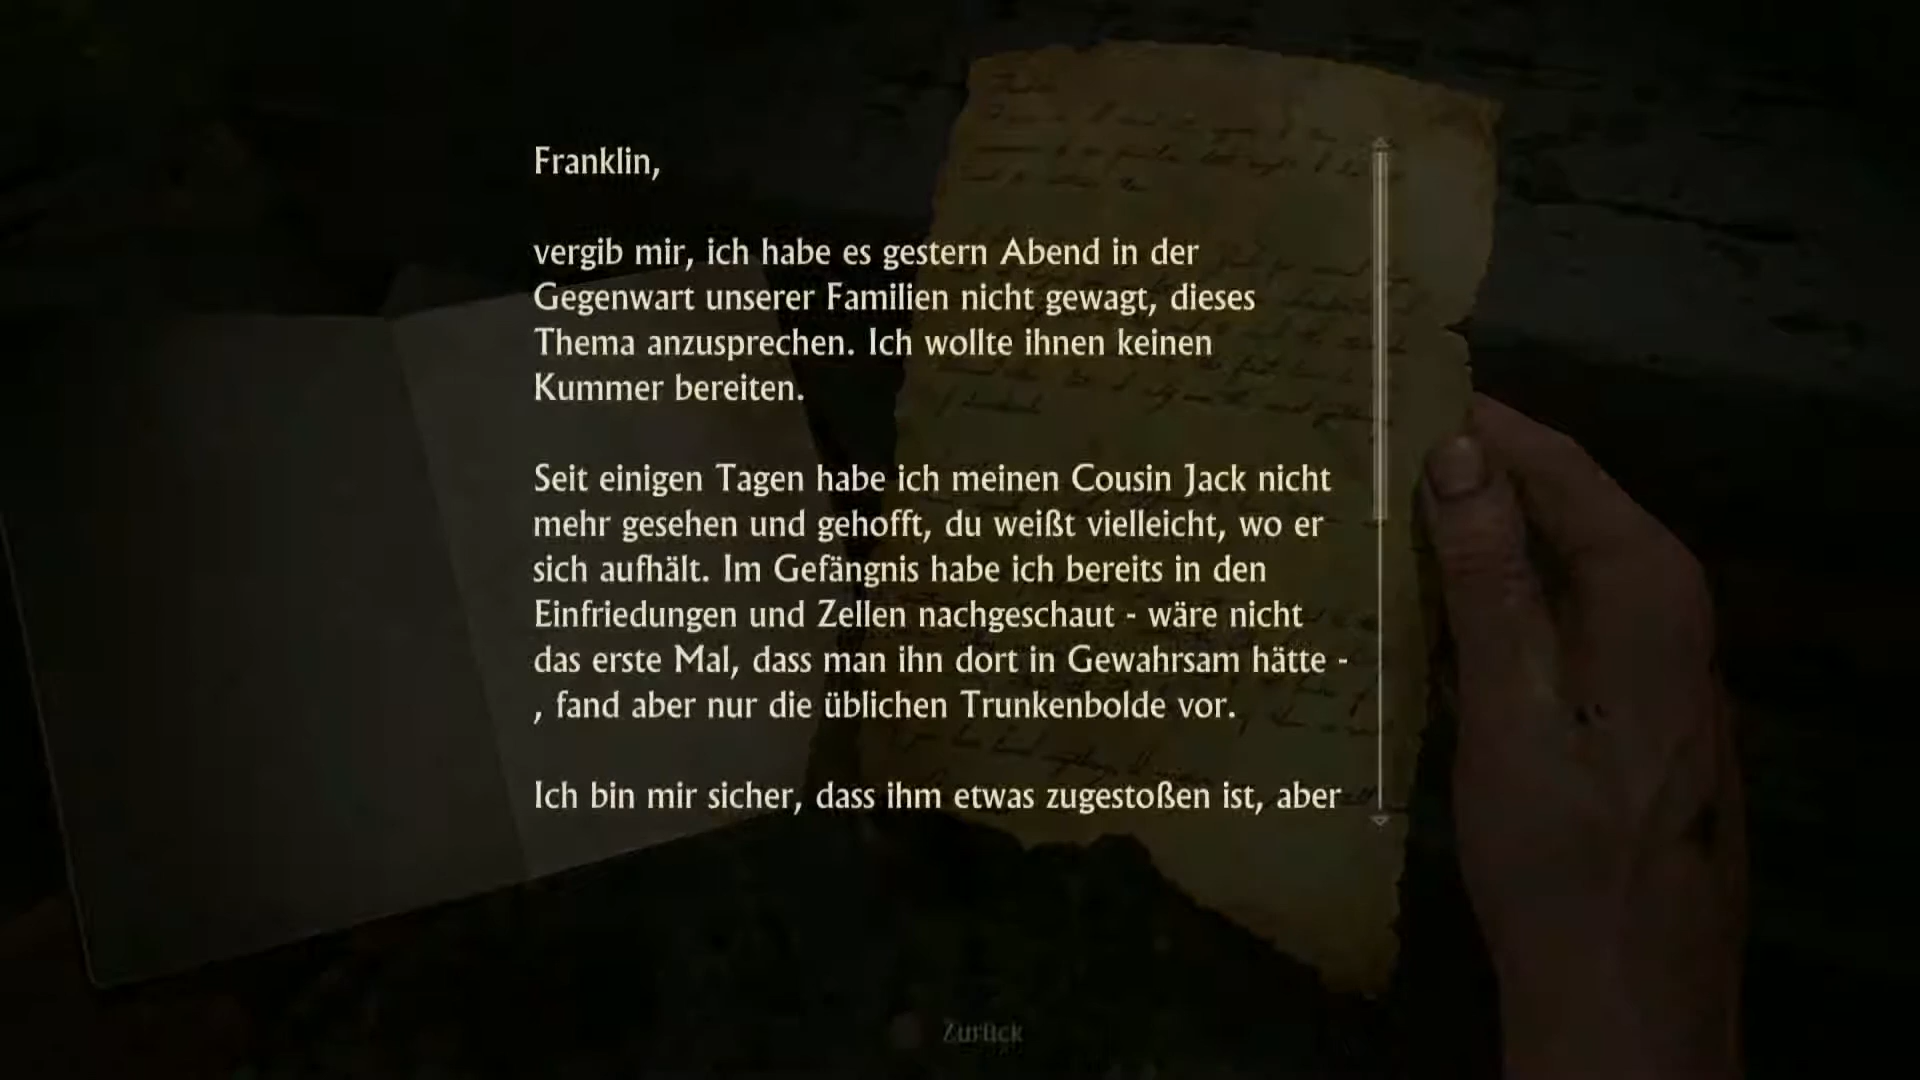 Franklin,
vergib mir, ich habe es gestern Abend in der
Gegenwart unserer Familien nicht gewagt, dieses
Thema anzusprechen. Ich wollte ihnen keinen
Kummer bereiten.
Seit einigen Tagen habe ich meinen Cousin Jack nicht
mehr gesehen und gehofft, du weißt vielleicht, wo er
sich aufhält. Im Gefängnis habe ich bereits in den
Einfriedungen und Zellen nachgeschaut - wäre nicht
das erste Mal, dass man ihn dort in Gewahrsam hätte -
, fand aber nur die üblichen Trunkenbolde vor.
Ich bin mir sicher, dass ihm etwas zugestoßen ist, aber
Zurück